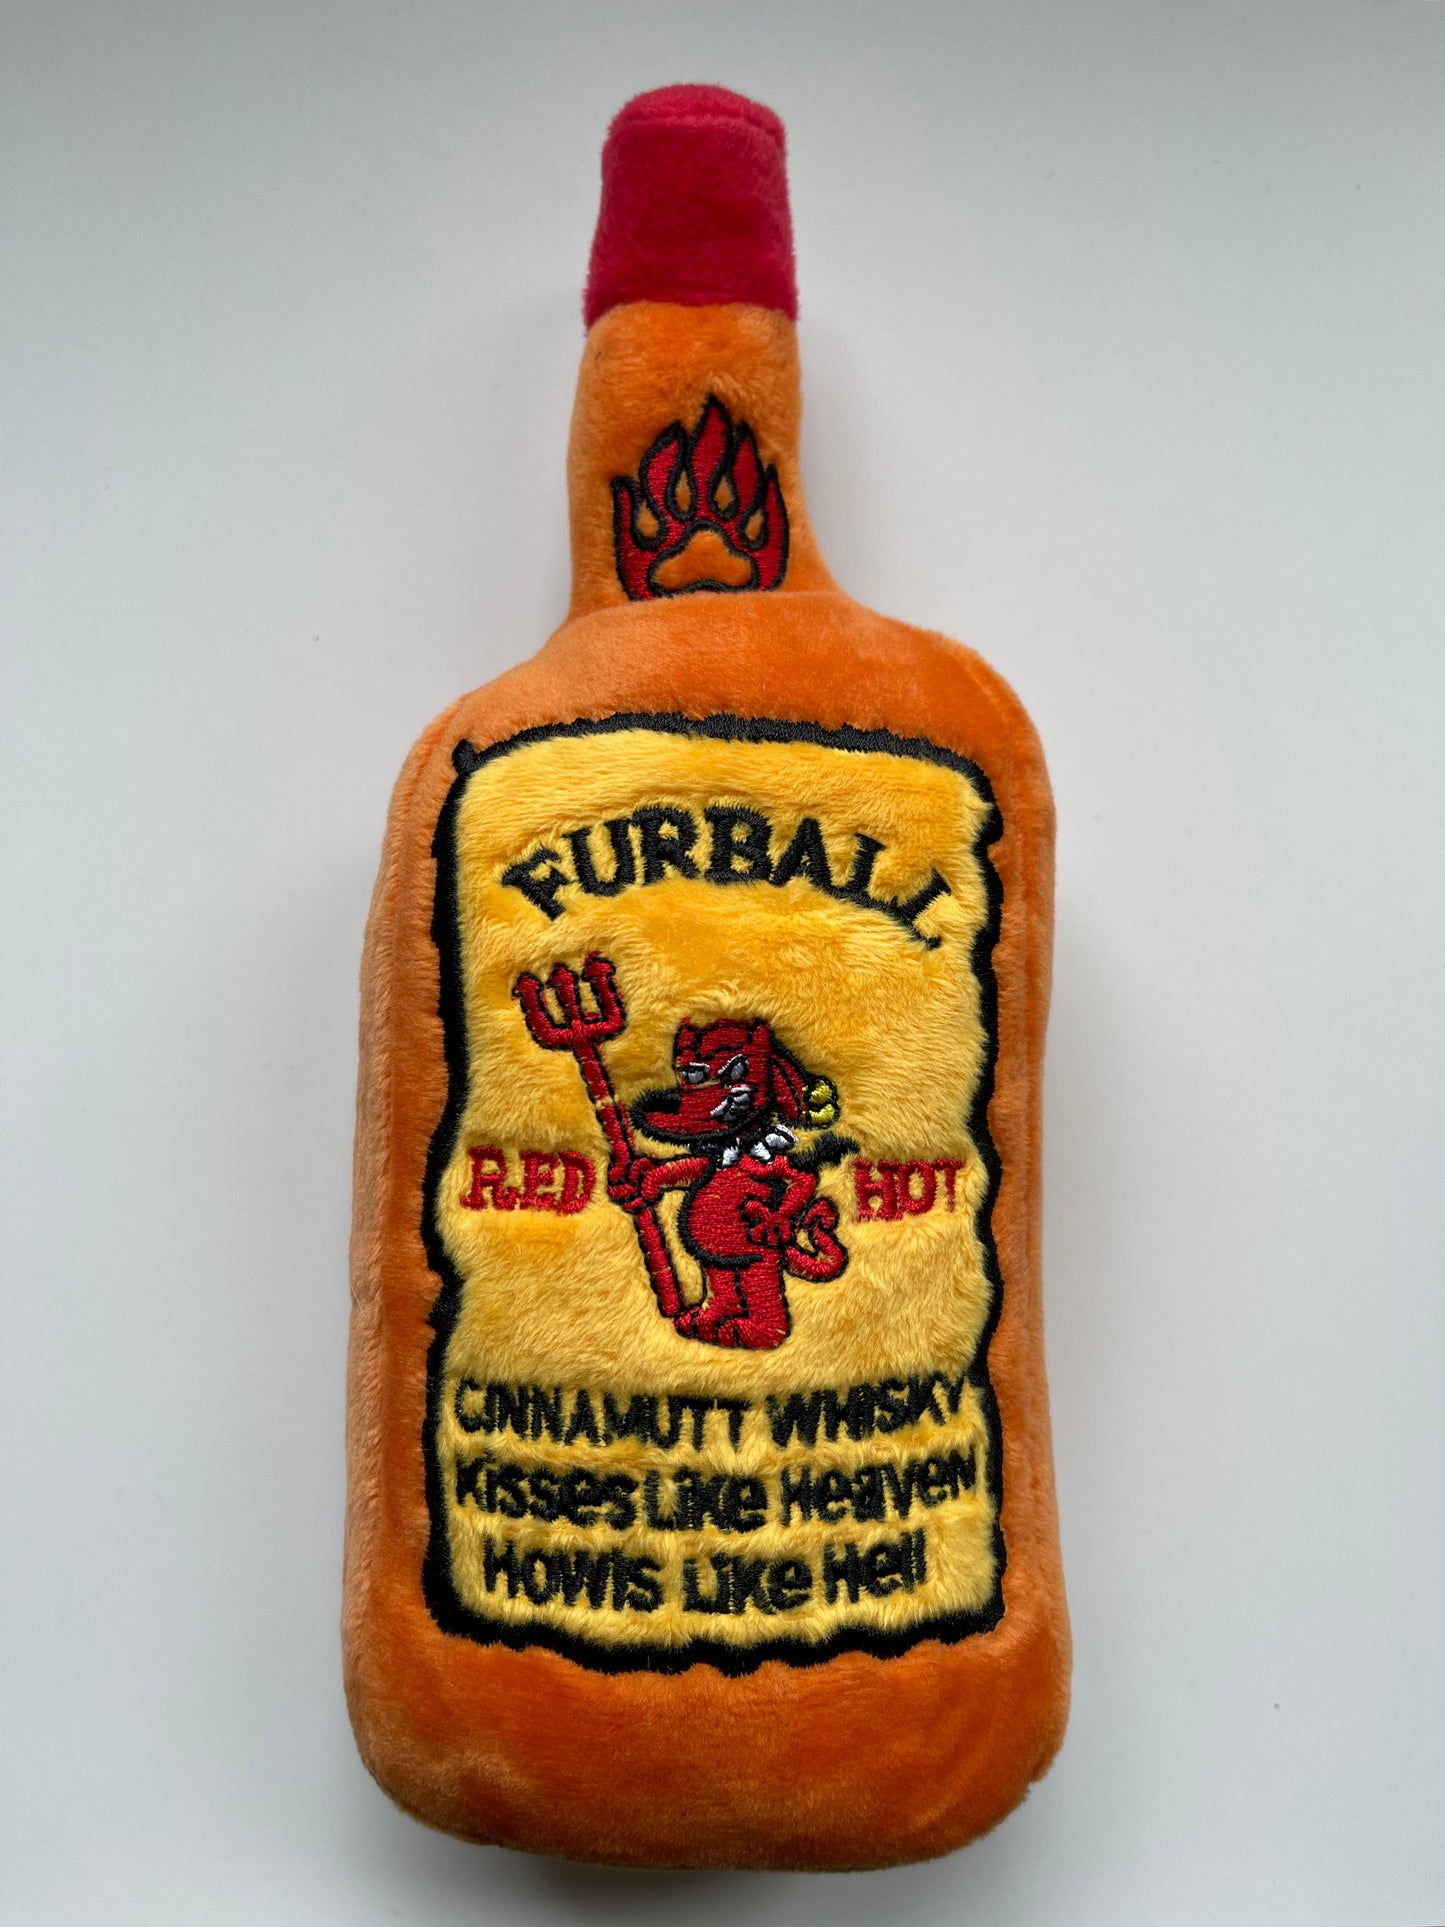 FURBALL
RED HOT
CINNAMUTT WHISKY
Kisses Like Heaven
Howls Like Hell